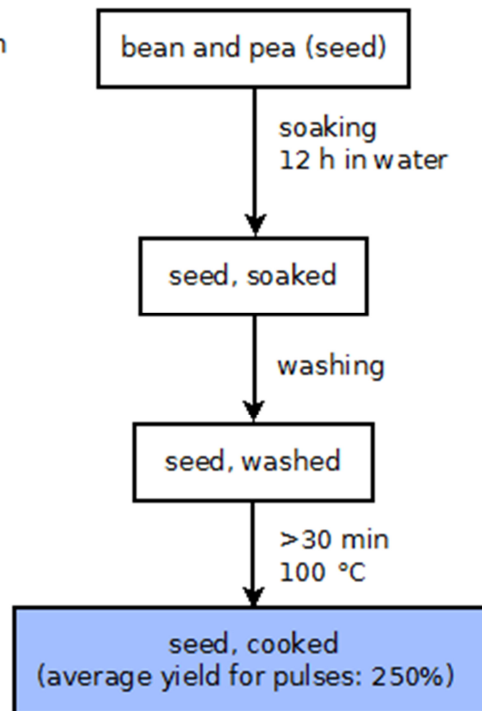 bean and pea (seed)
soaking
12 h in water
seed, soaked
washing
seed, washed
>30 min
100 °C
seed, cooked
(average yield for pulses: 250%)